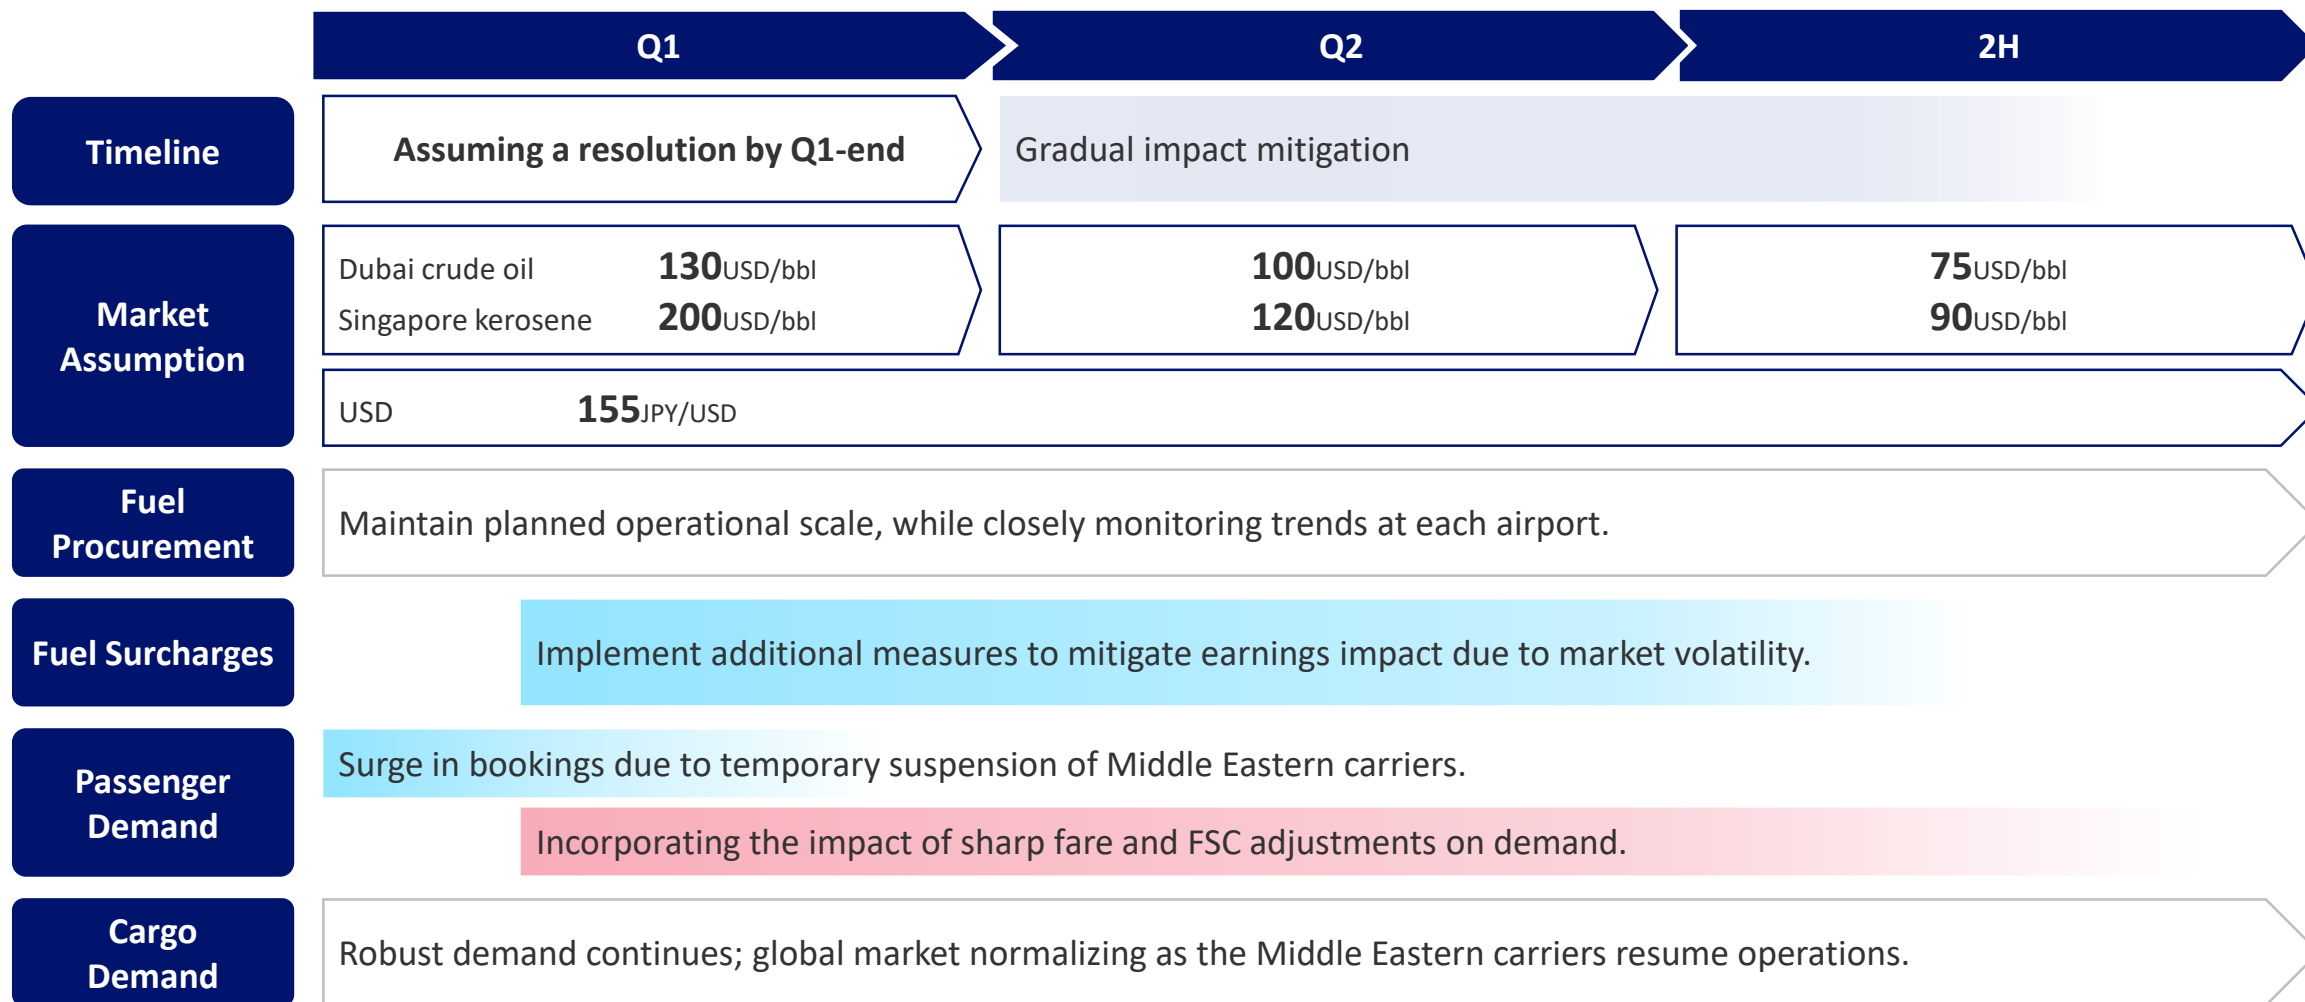 Q1
Q2
2H
Timeline
Assuming a resolution by Q1-end
Gradual impact mitigation
Market
Assumption
Dubai crude oil 130USD/bbl 100USD/bbl 75USD/bbl
Singapore kerosene 200USD/bbl 120USD/bbl 90USD/bbl
USD 155JPY/USD
Fuel
Procurement
Maintain planned operational scale, while closely monitoring trends at each airport.
Fuel Surcharges
Implement additional measures to mitigate earnings impact due to market volatility.
Passenger
Demand
Surge in bookings due to temporary suspension of Middle Eastern carriers.
Incorporating the impact of sharp fare and FSC adjustments on demand.
Cargo
Demand
Robust demand continues; global market normalizing as the Middle Eastern carriers resume operations.